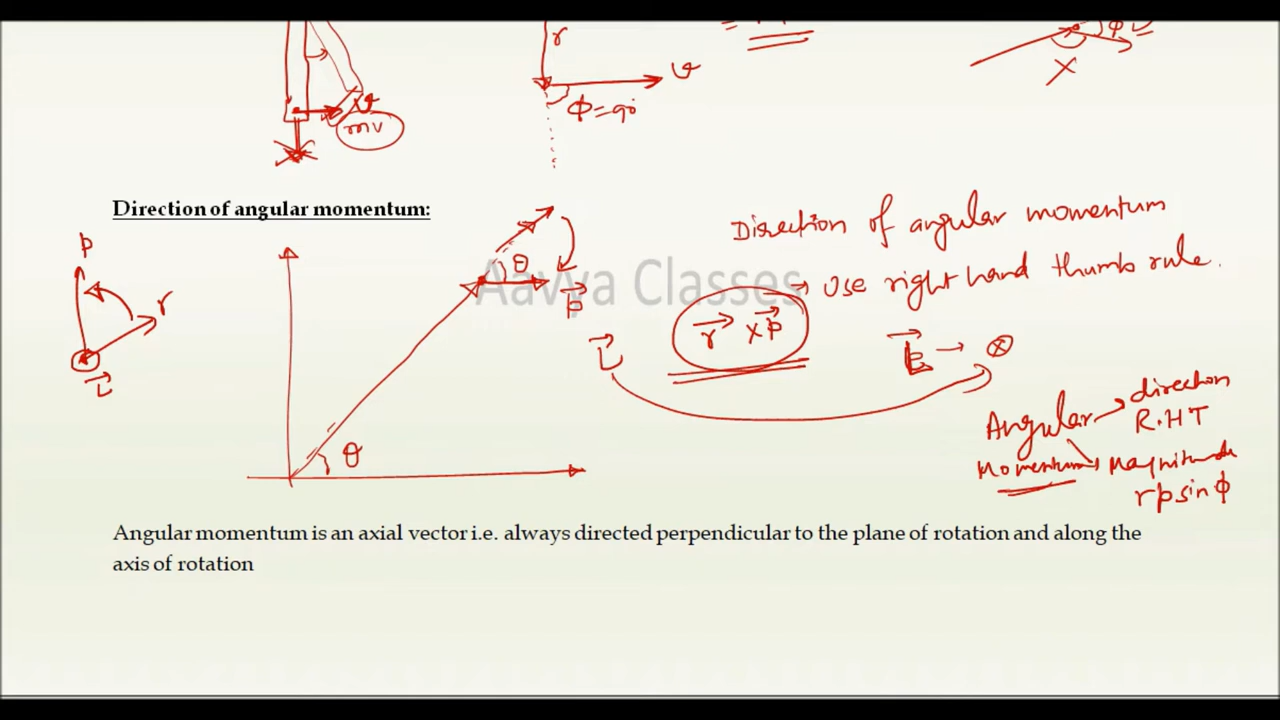 r
v
φ = 90
mv
φ
X
Direction of angular momentum:
p
r
L
θ
p
θ
Aavya Classes
Direction of angular momentum
→ Use right hand thumb rule.
r × p
L → ⊗
L
Angular → direction
R.H T
Momentum → Magnitude
rp sin φ
Angular momentum is an axial vector i.e. always directed perpendicular to the plane of rotation and along the
axis of rotation